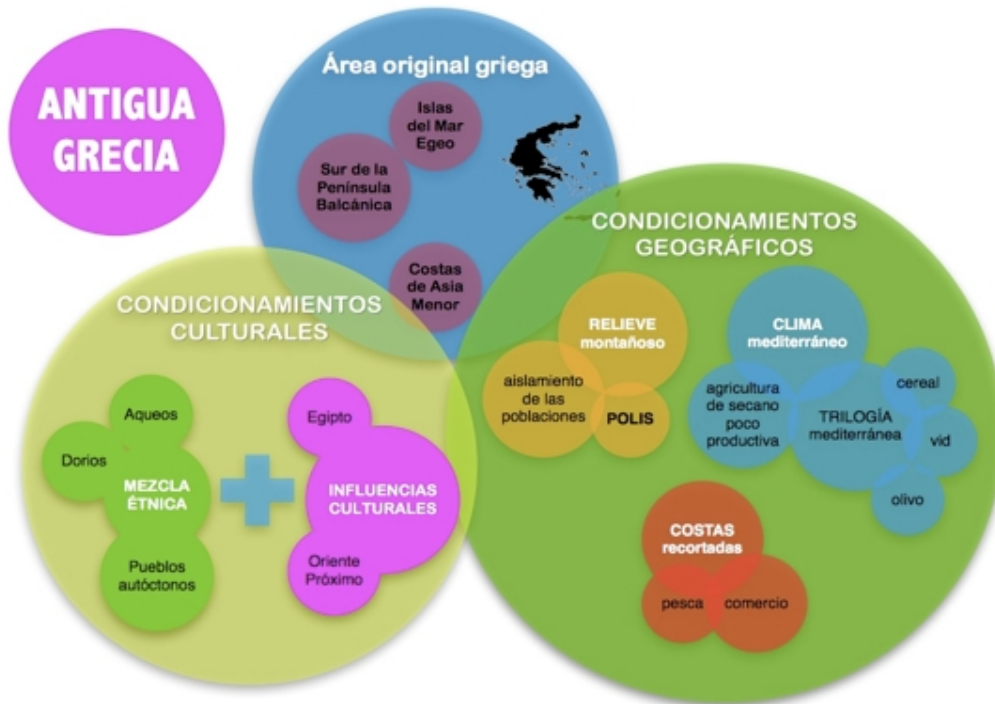 ANTIGUA
GRECIA
Área original griega
Islas
del Mar
Egeo
Sur de la
Península
Balcánica
Costas
de Asia
Menor
CONDICIONAMIENTOS
CULTURALES
Aqueos
Dorios
MEZCLA
ÉTNICA
Pueblos
autóctonos
Egipto
INFLUENCIAS
CULTURALES
Oriente
Próximo
CONDICIONAMIENTOS
GEOGRÁFICOS
RELIEVE
montañoso
aislamiento
de las
poblaciones
POLIS
CLIMA
mediterráneo
agricultura
de secano
poco
productiva
TRILOGÍA
mediterránea
cereal
vid
olivo
COSTAS
recortadas
pesca
comercio